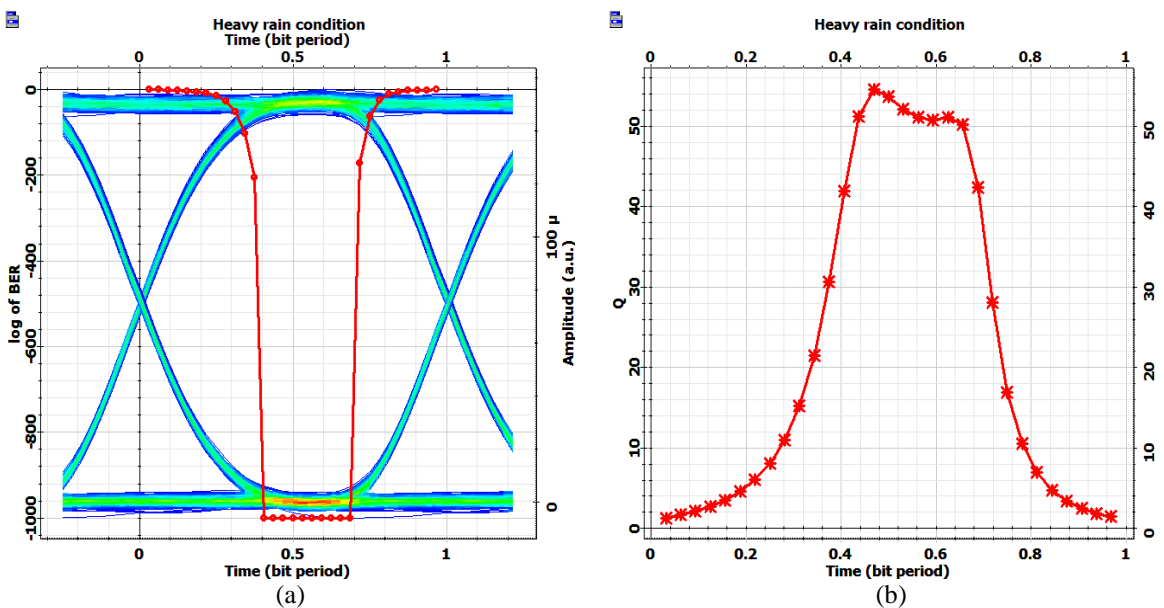 Heavy rain condition
Time (bit period)
0 0.5 1
0
-200
-400
-600
-800
-1000
log of BER
100 µ
0
Amplitude (a.u.)
0 0.5 1
Time (bit period)
(a)
Heavy rain condition
0 0.2 0.4 0.6 0.8 1
50
40
30
20
10
0
Q
50
40
30
20
10
0
0 0.2 0.4 0.6 0.8 1
Time (bit period)
(b)